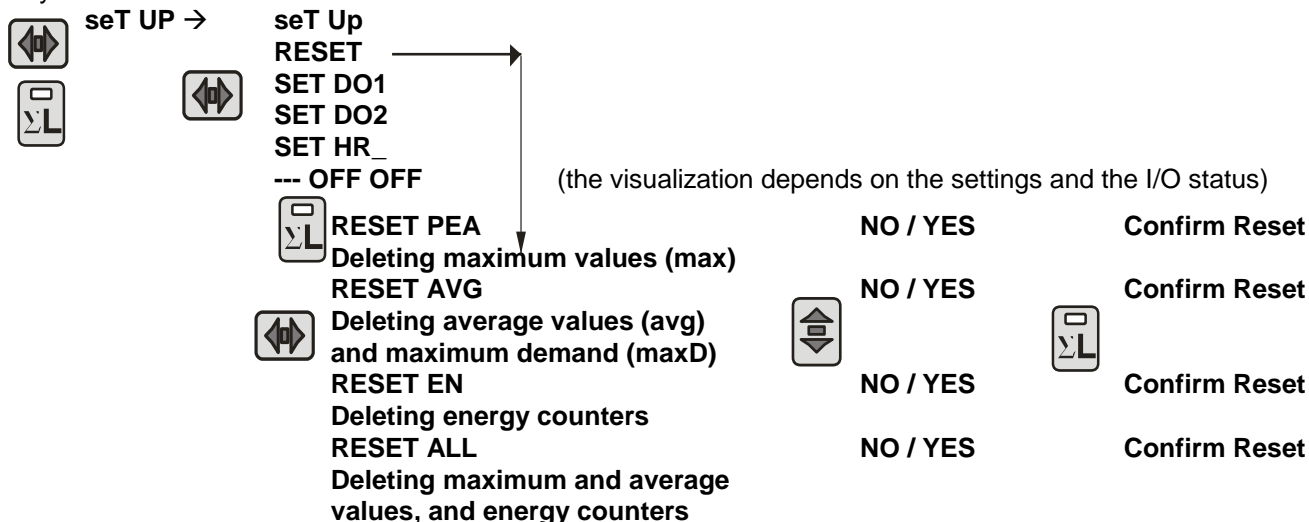 seT UP → seT Up
RESET
SET DO1
ΣL
SET DO2
SET HR_
--- OFF OFF (the visualization depends on the settings and the I/O status)
ΣL RESET PEA NO / YES Confirm Reset
Deleting maximum values (max)
RESET AVG NO / YES Confirm Reset
Deleting average values (avg)
ΣL
and maximum demand (maxD)
RESET EN NO / YES Confirm Reset
Deleting energy counters
RESET ALL NO / YES Confirm Reset
Deleting maximum and average
values, and energy counters